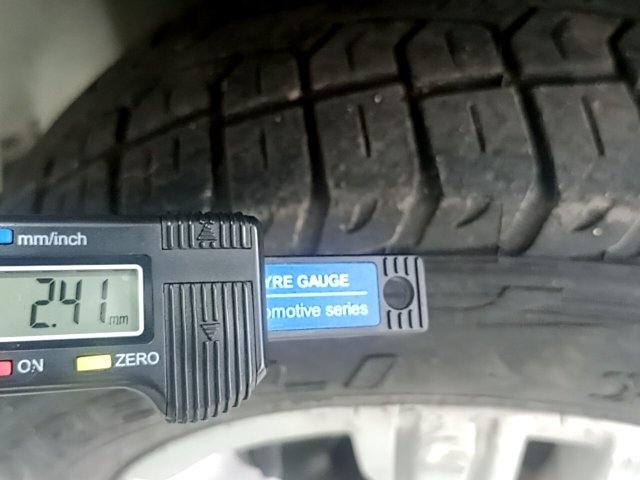 mm/inch
2.41 mm
ON
ZERO
YRE GAUGE
omotive series